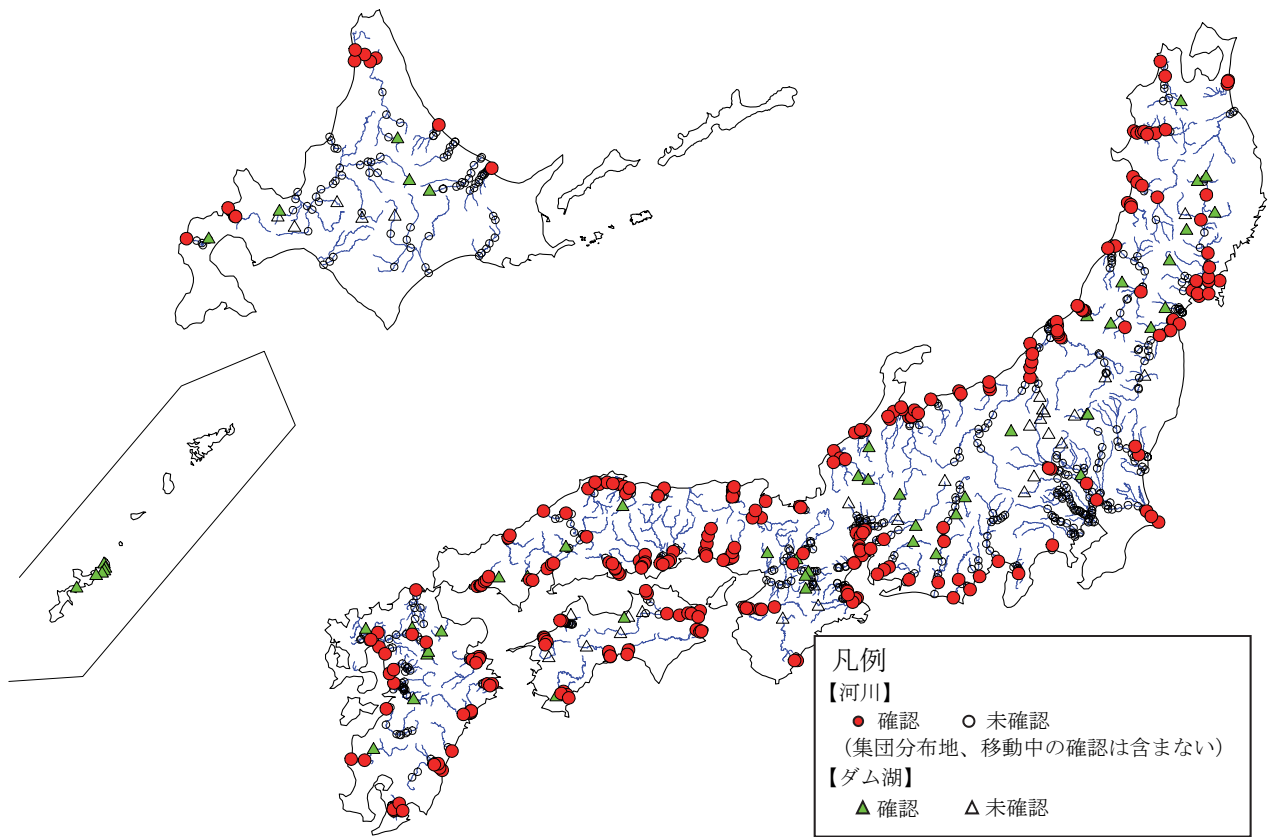 凡例
【河川】
確認 未確認
（集団分布地、移動中の確認は含まない）
【ダム湖】
確認 未確認